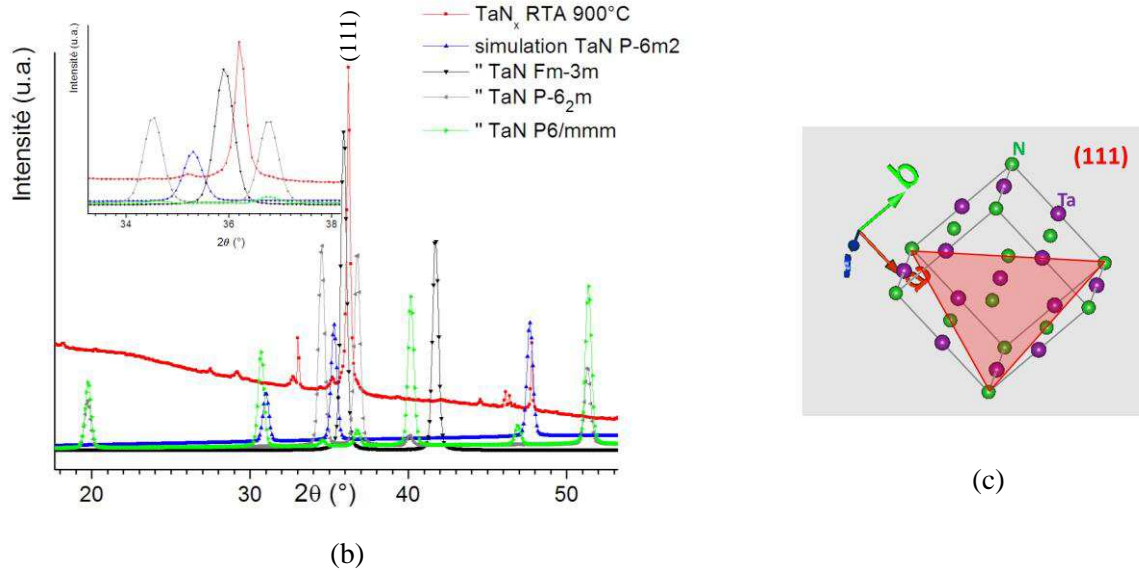 Intensité (u.a.)
20
30
40
50
2θ (°)
(111)
Intensité (u.a.)
34
36
38
2θ (°)
TaNₓ RTA 900°C
simulation TaN P-6m2
" TaN Fm-3m
" TaN P-6₂m
" TaN P6/mmm
(b)
N
(111)
Ta
b
a
(c)